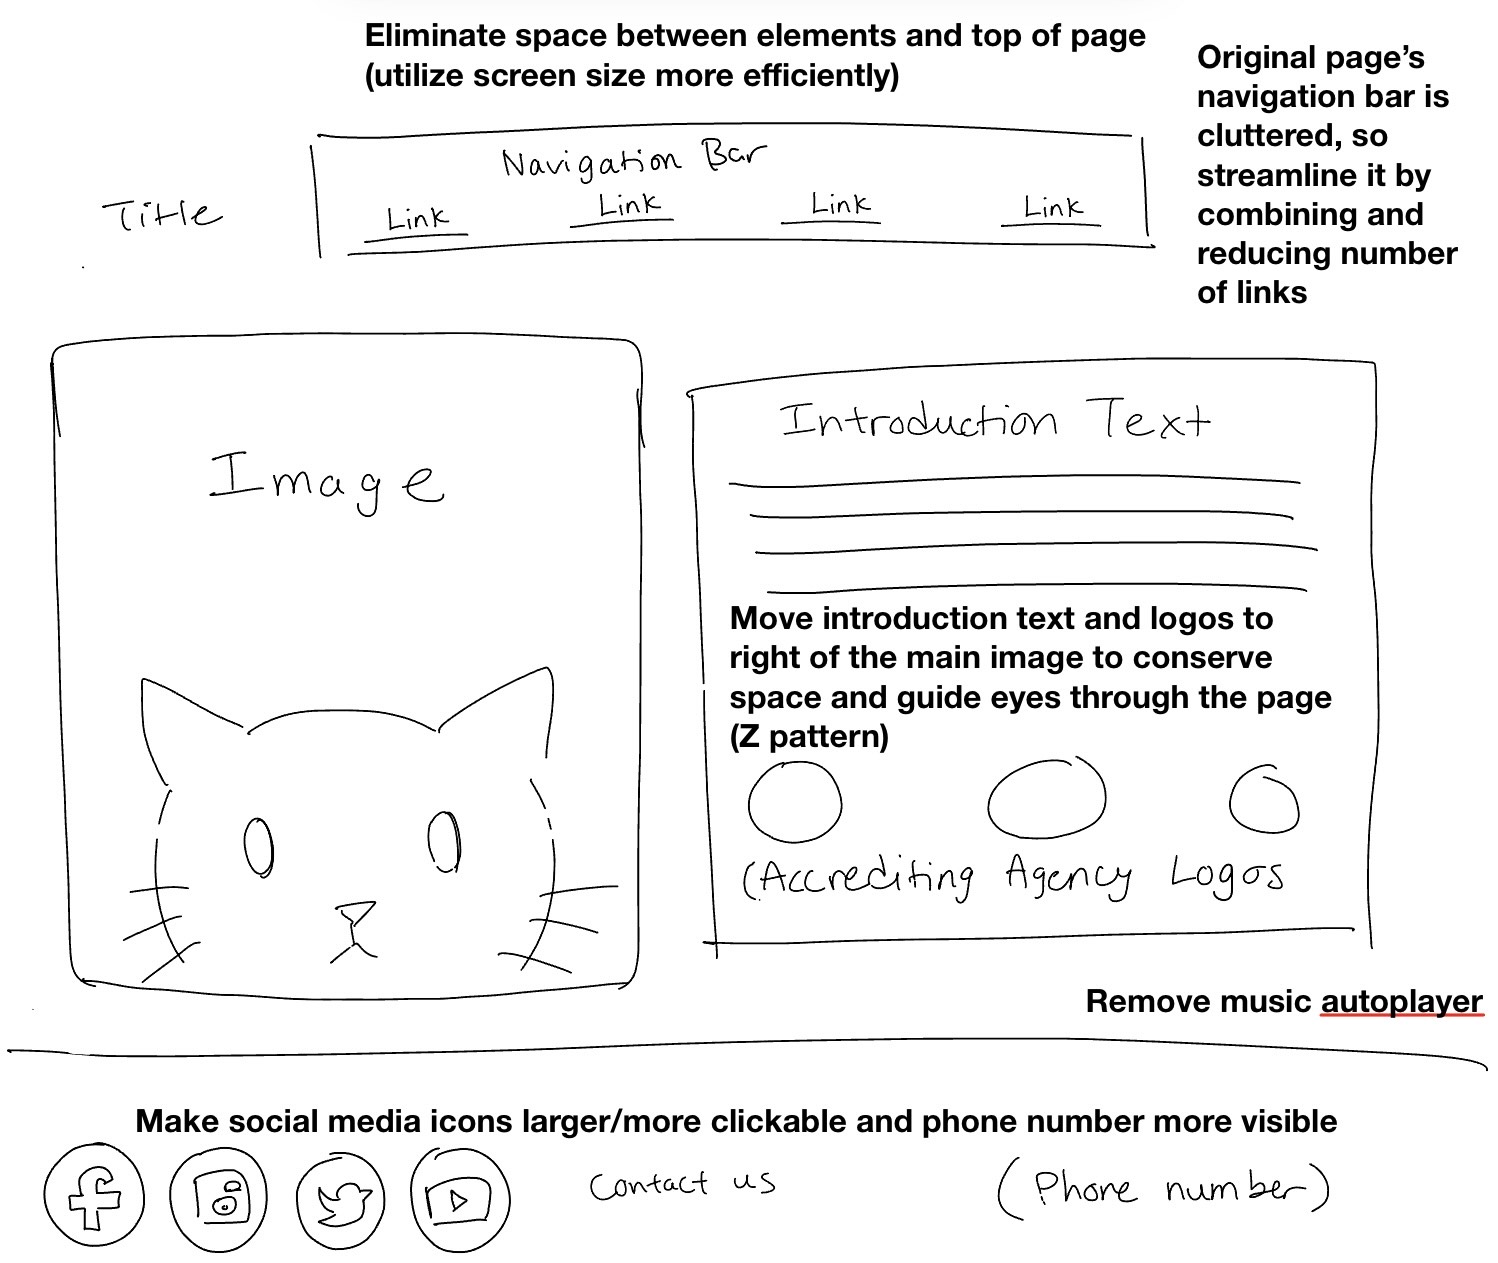 Eliminate space between elements and top of page
(utilize screen size more efficiently)
Original page’s
navigation bar is
cluttered, so
streamline it by
combining and
reducing number
of links
Title
Navigation Bar
Link Link Link Link
Image
Introduction Text
Move introduction text and logos to
right of the main image to conserve
space and guide eyes through the page
(Z pattern)
(Accrediting Agency Logos
Remove music autoplayer
Make social media icons larger/more clickable and phone number more visible
Contact us
(Phone number)